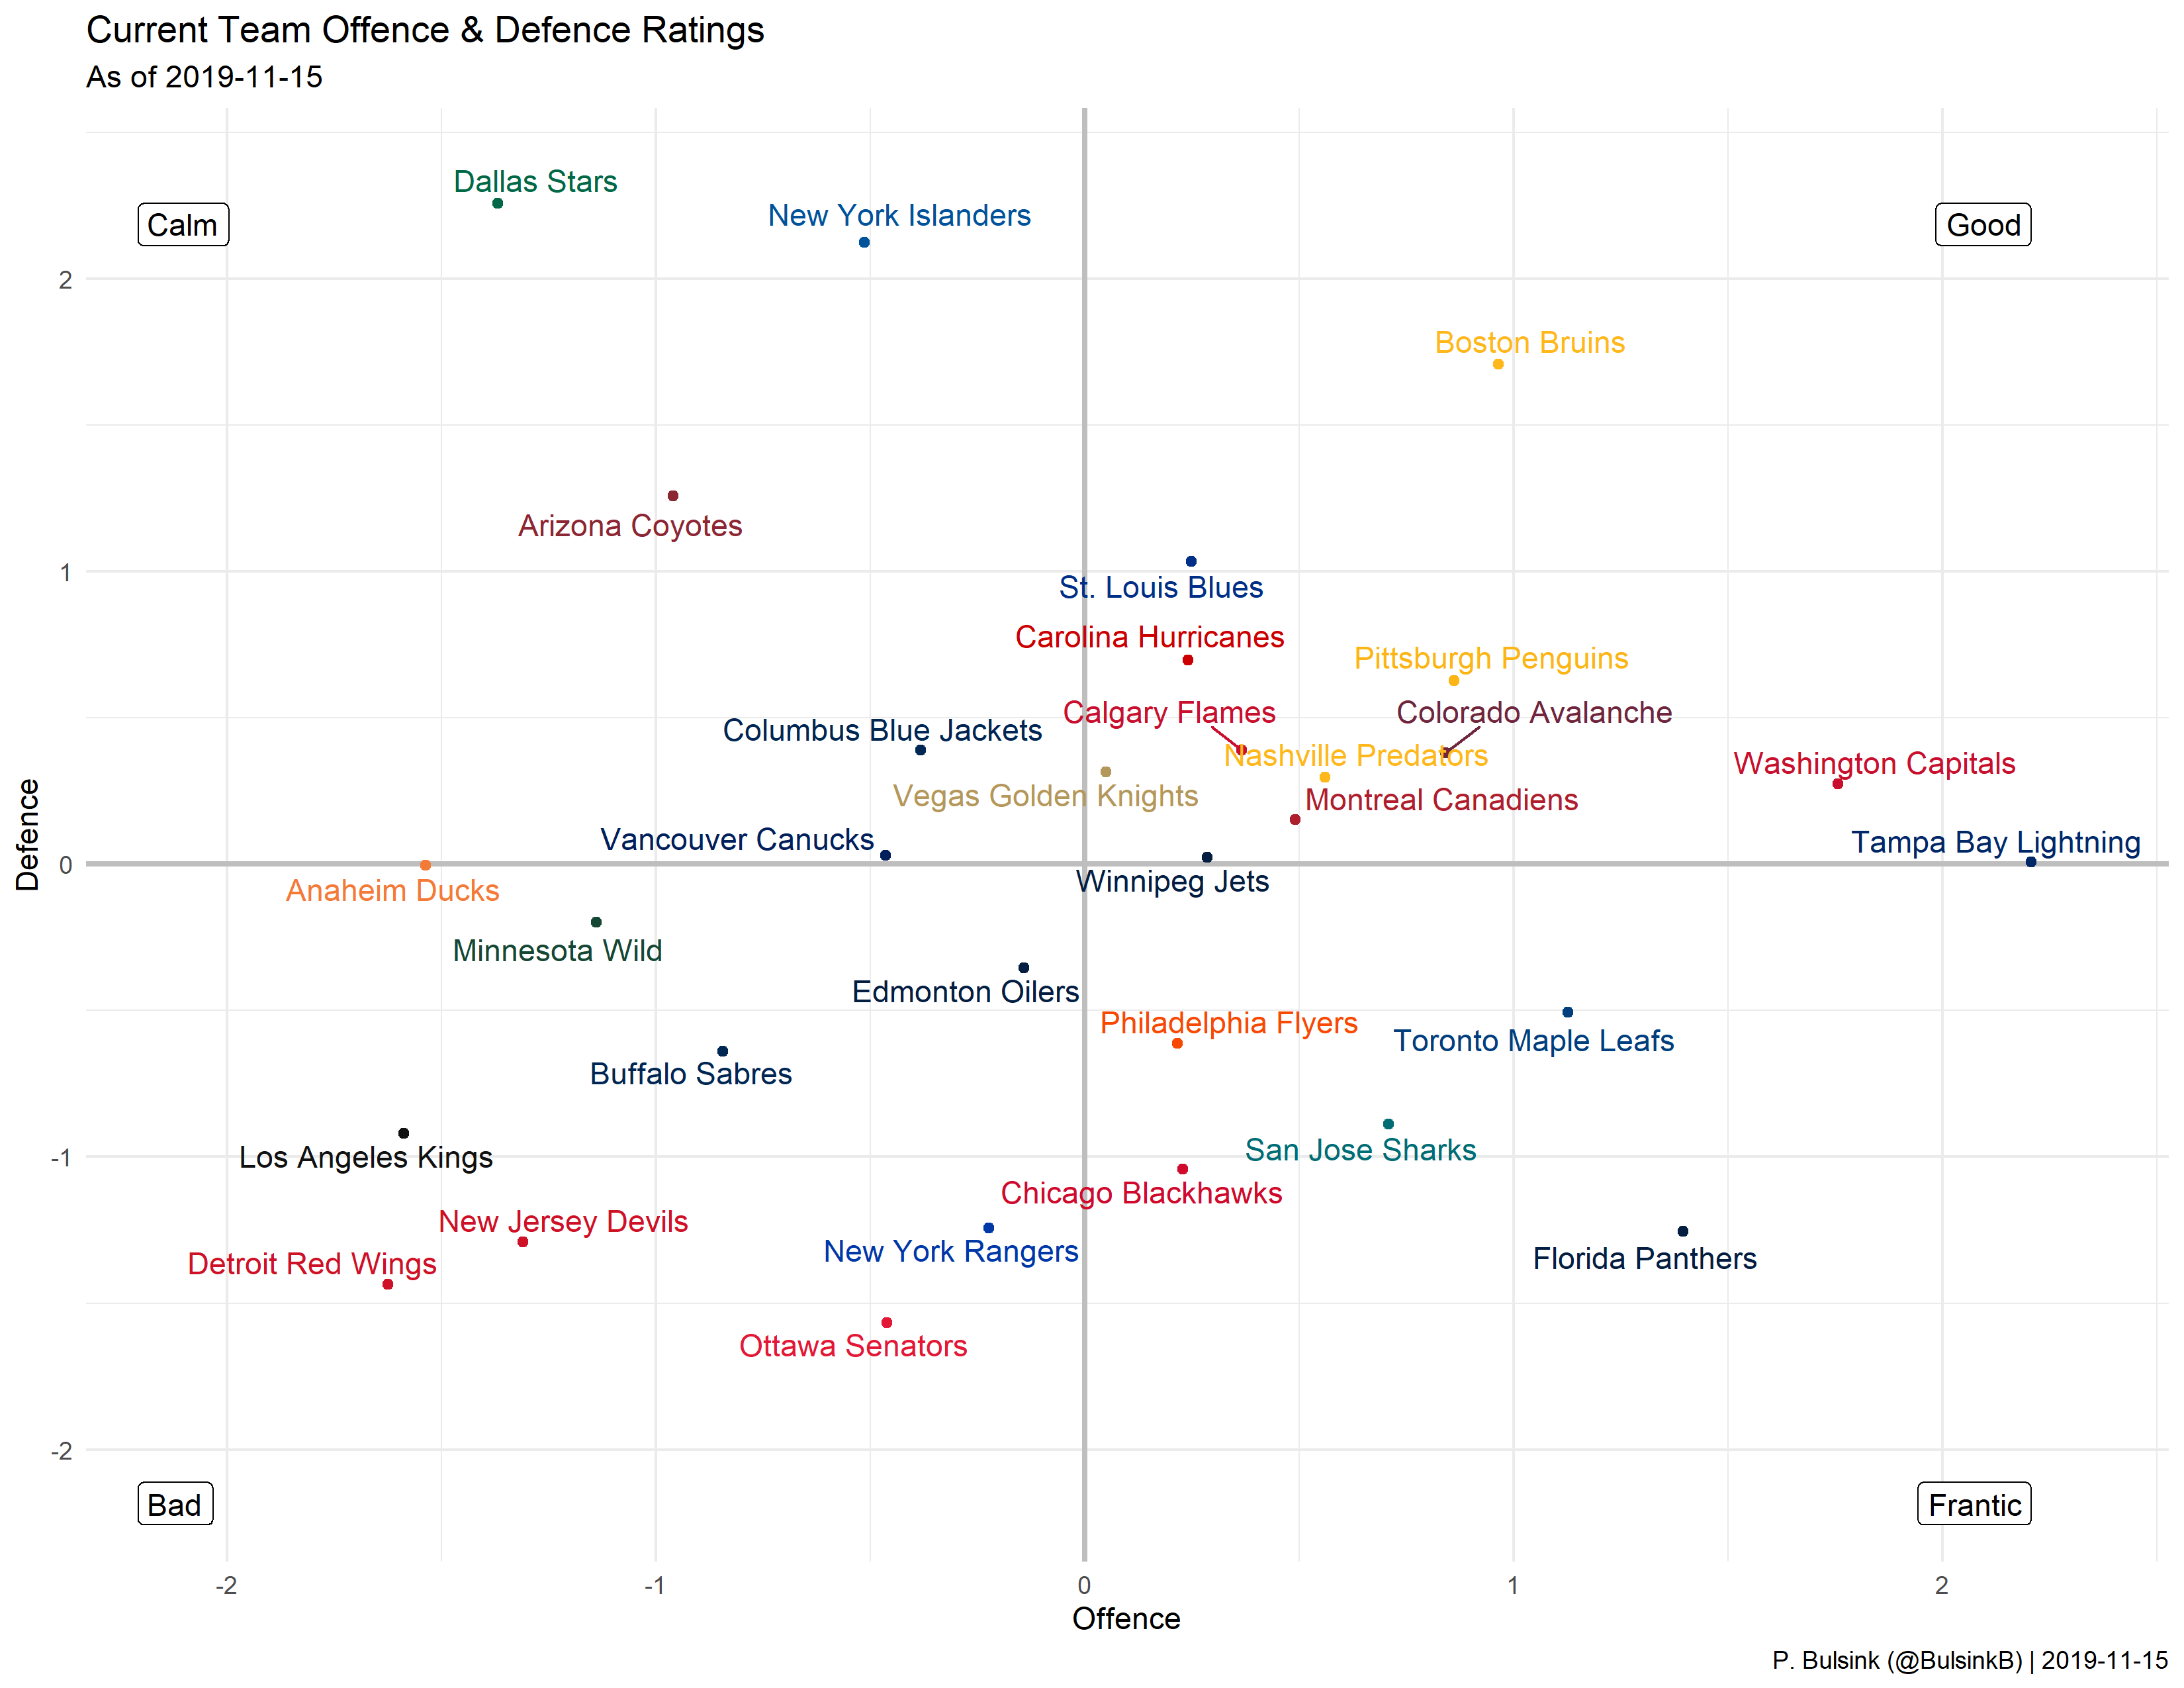 Current Team Offence & Defence Ratings
As of 2019-11-15
Dallas Stars
New York Islanders
Calm
Good
2
Boston Bruins
Arizona Coyotes
1
St. Louis Blues
Carolina Hurricanes
Pittsburgh Penguins
Calgary Flames
Colorado Avalanche
Columbus Blue Jackets
Nashville Predators
Washington Capitals
Vegas Golden Knights
Montreal Canadiens
Vancouver Canucks
Tampa Bay Lightning
Defence
0
Anaheim Ducks
Winnipeg Jets
Minnesota Wild
Edmonton Oilers
Philadelphia Flyers
Toronto Maple Leafs
Buffalo Sabres
Los Angeles Kings
-1
San Jose Sharks
Chicago Blackhawks
New Jersey Devils
New York Rangers
Florida Panthers
Detroit Red Wings
Ottawa Senators
-2
Bad
Frantic
-2
-1
0
1
2
Offence
P. Bulsink (@BulsinkB) | 2019-11-15